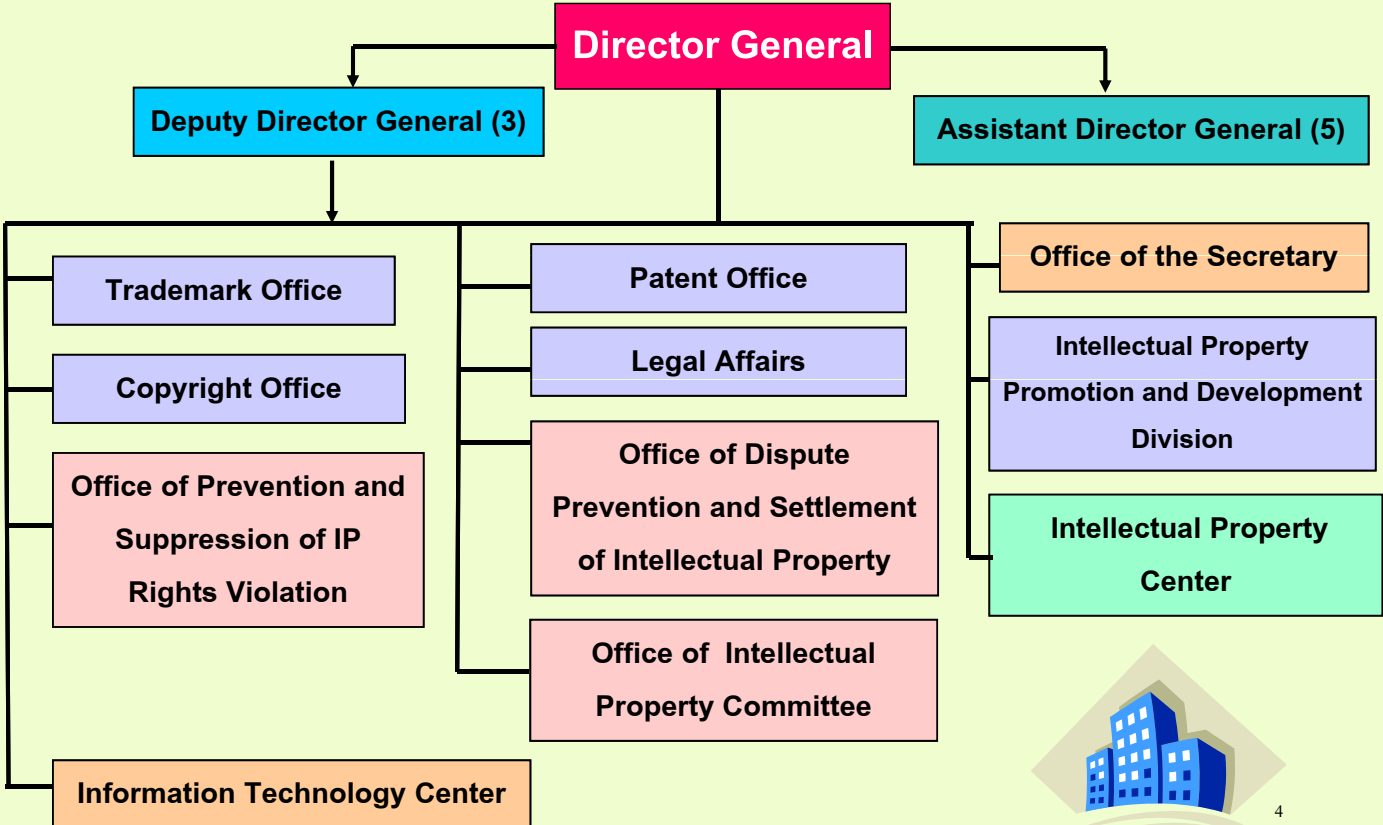 Director General
Deputy Director General (3)
Assistant Director General (5)
Trademark Office
Copyright Office
Office of Prevention and
Suppression of IP
Rights Violation
Information Technology Center
Patent Office
Legal Affairs
Office of Dispute
Prevention and Settlement
of Intellectual Property
Office of Intellectual
Property Committee
Office of the Secretary
Intellectual Property
Promotion and Development
Division
Intellectual Property
Center
4